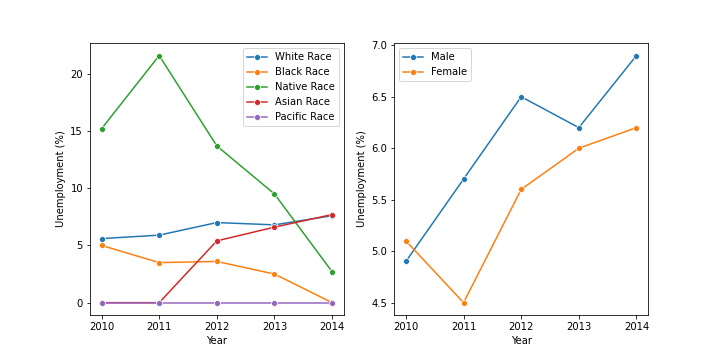 Unemployment (%)
20
15
10
5
0
2010 2011 2012 2013 2014
Year
White Race
Black Race
Native Race
Asian Race
Pacific Race
Unemployment (%)
7.0
6.5
6.0
5.5
5.0
4.5
2010 2011 2012 2013 2014
Year
Male
Female